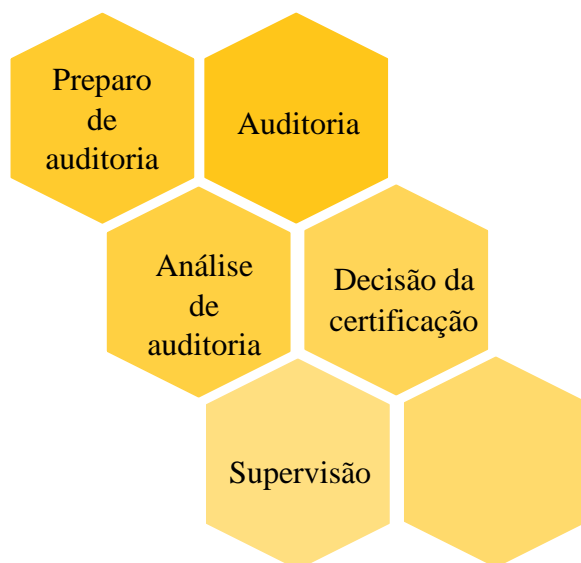 Preparo
de
auditoria
Auditoria
Análise
de
auditoria
Decisão da
certificação
Supervisão